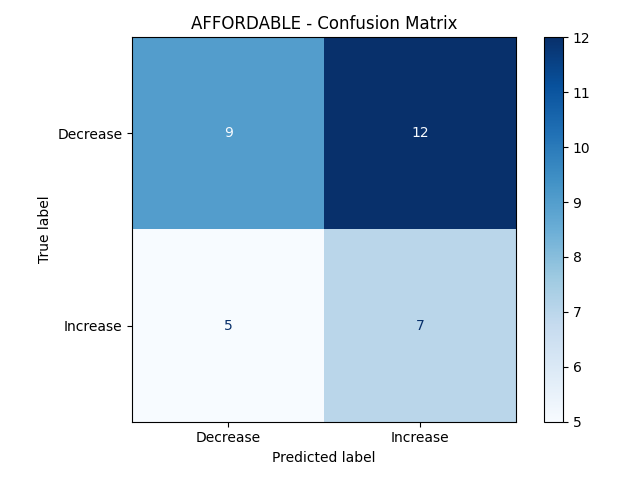 AFFORDABLE - Confusion Matrix
True label
Decrease
9
12
Increase
5
7
Decrease
Increase
Predicted label
12
11
10
9
8
7
6
5